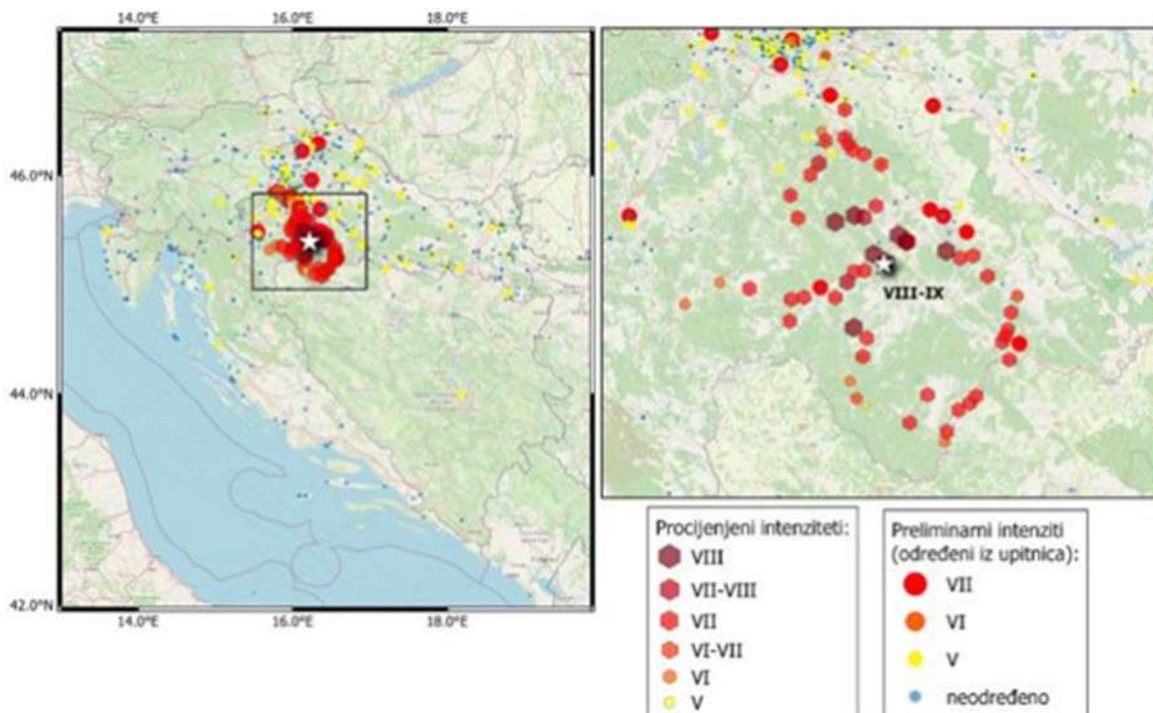 14.0°E 16.0°E 18.0°E
46.0°N
44.0°N
42.0°N
14.0°E 16.0°E 18.0°E
VIII-IX
Procijenjeni intenziteti:
VIII
VII-VIII
VII
VI-VII
VI
V
Preliminarni intenziti
(određeni iz upitnica):
VII
VI
V
neodređeno